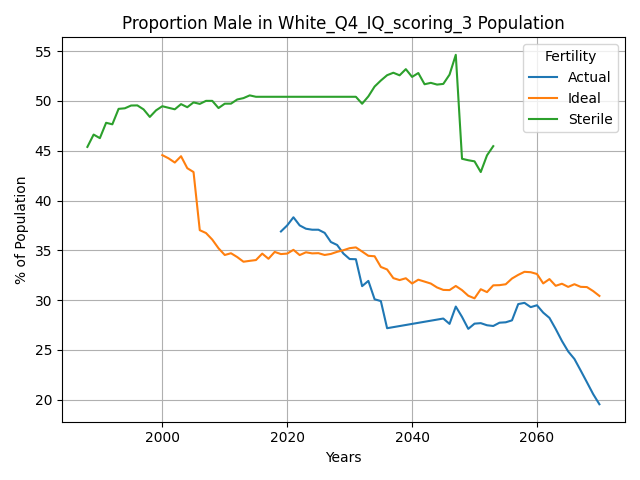 Proportion Male in White_Q4_IQ_scoring_3 Population
Fertility
Actual
Ideal
Sterile
% of Population
55
50
45
40
35
30
25
20
2000
2020
2040
2060
Years